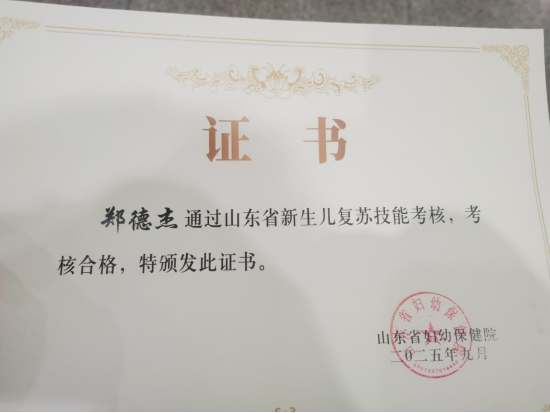 证 书
郑德杰通过山东省新生儿复苏技能考核，考
核合格，特颁发此证书。
山东省妇幼保健院
二〇二五年九月